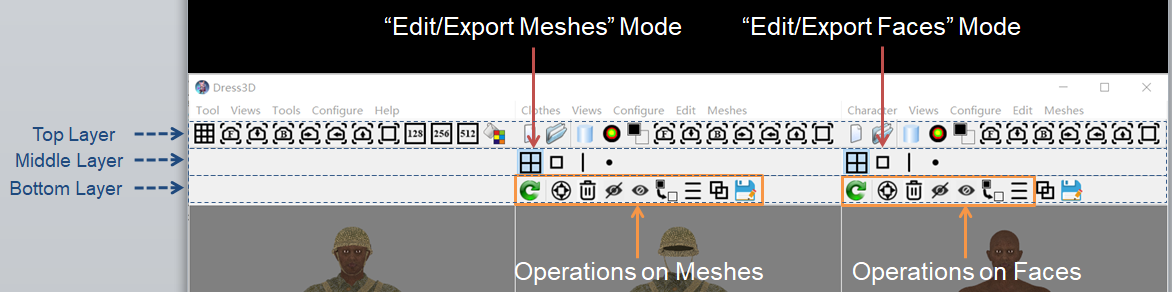 “Edit/Export Meshes” Mode “Edit/Export Faces” Mode
Dress3D
Tool Views Tools Configure Help Clothes Views Configure Edit Meshes Character Views Configure Edit Meshes
Top Layer F B 128 256 512 F B F B
Middle Layer
Bottom Layer
Operations on Meshes Operations on Faces